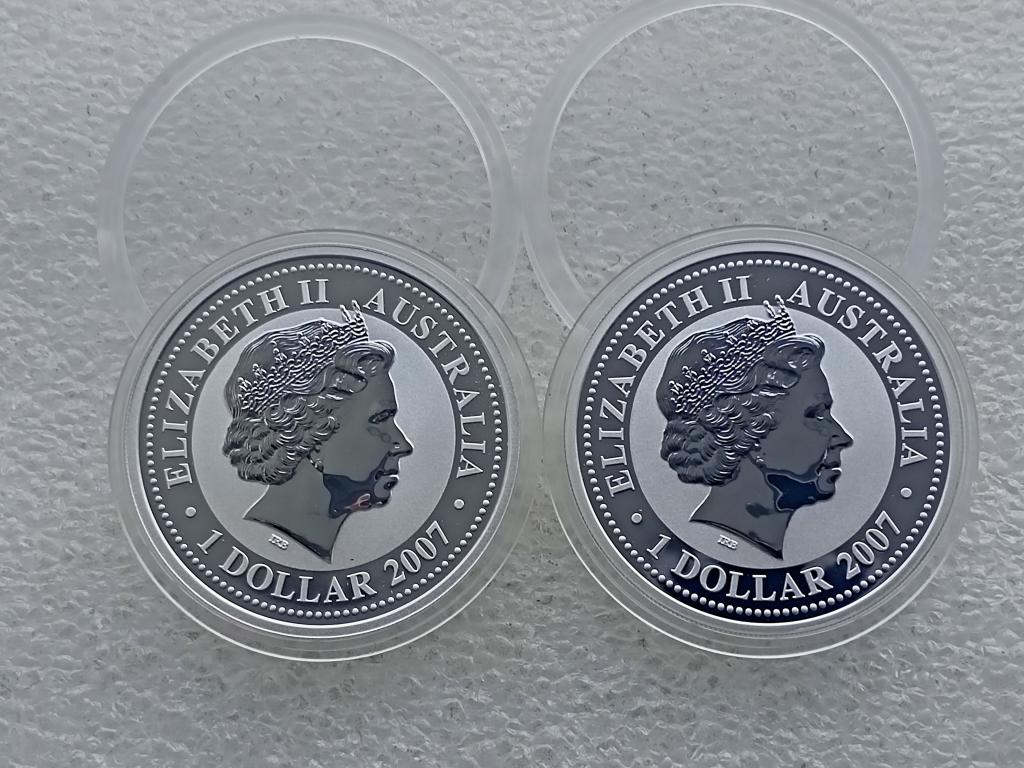 ELIZABETH II AUSTRALIA
1 DOLLAR 2007
IRB
ELIZABETH II AUSTRALIA
1 DOLLAR 2007
IRB